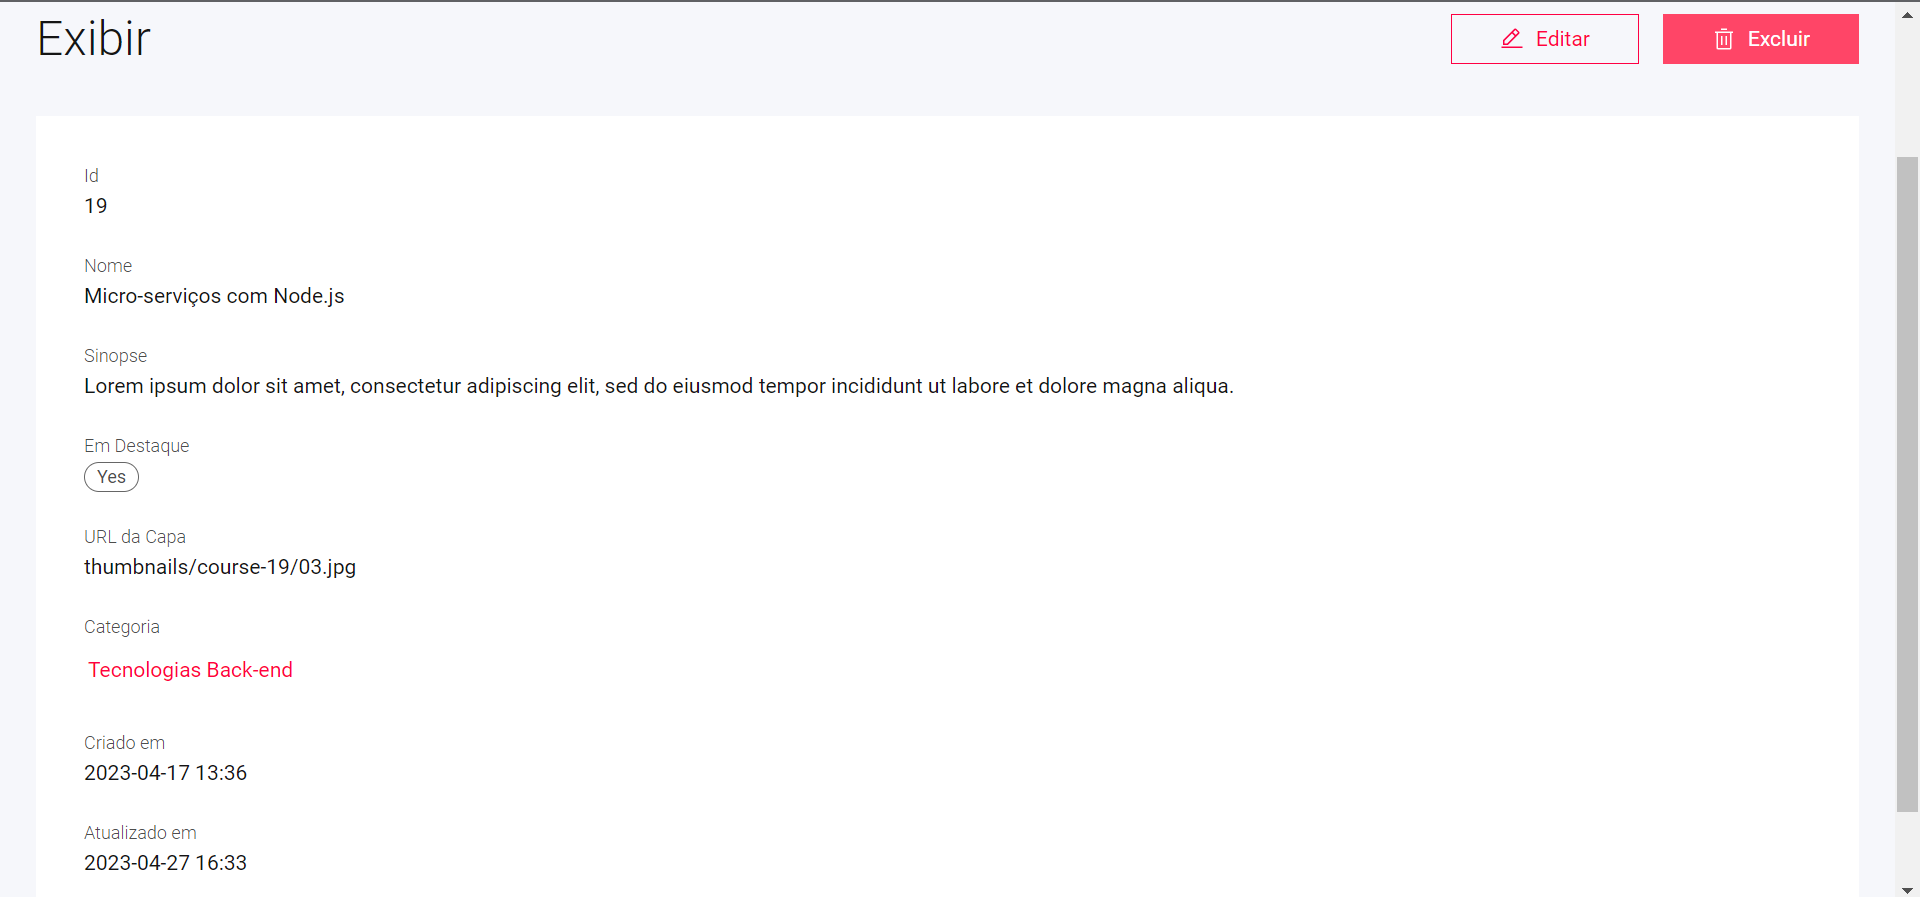 Exibir
Editar
Excluir
Id
19
Nome
Micro-serviços com Node.js
Sinopse
Lorem ipsum dolor sit amet, consectetur adipiscing elit, sed do eiusmod tempor incididunt ut labore et dolore magna aliqua.
Em Destaque
Yes
URL da Capa
thumbnails/course-19/03.jpg
Categoria
Tecnologias Back-end
Criado em
2023-04-17 13:36
Atualizado em
2023-04-27 16:33